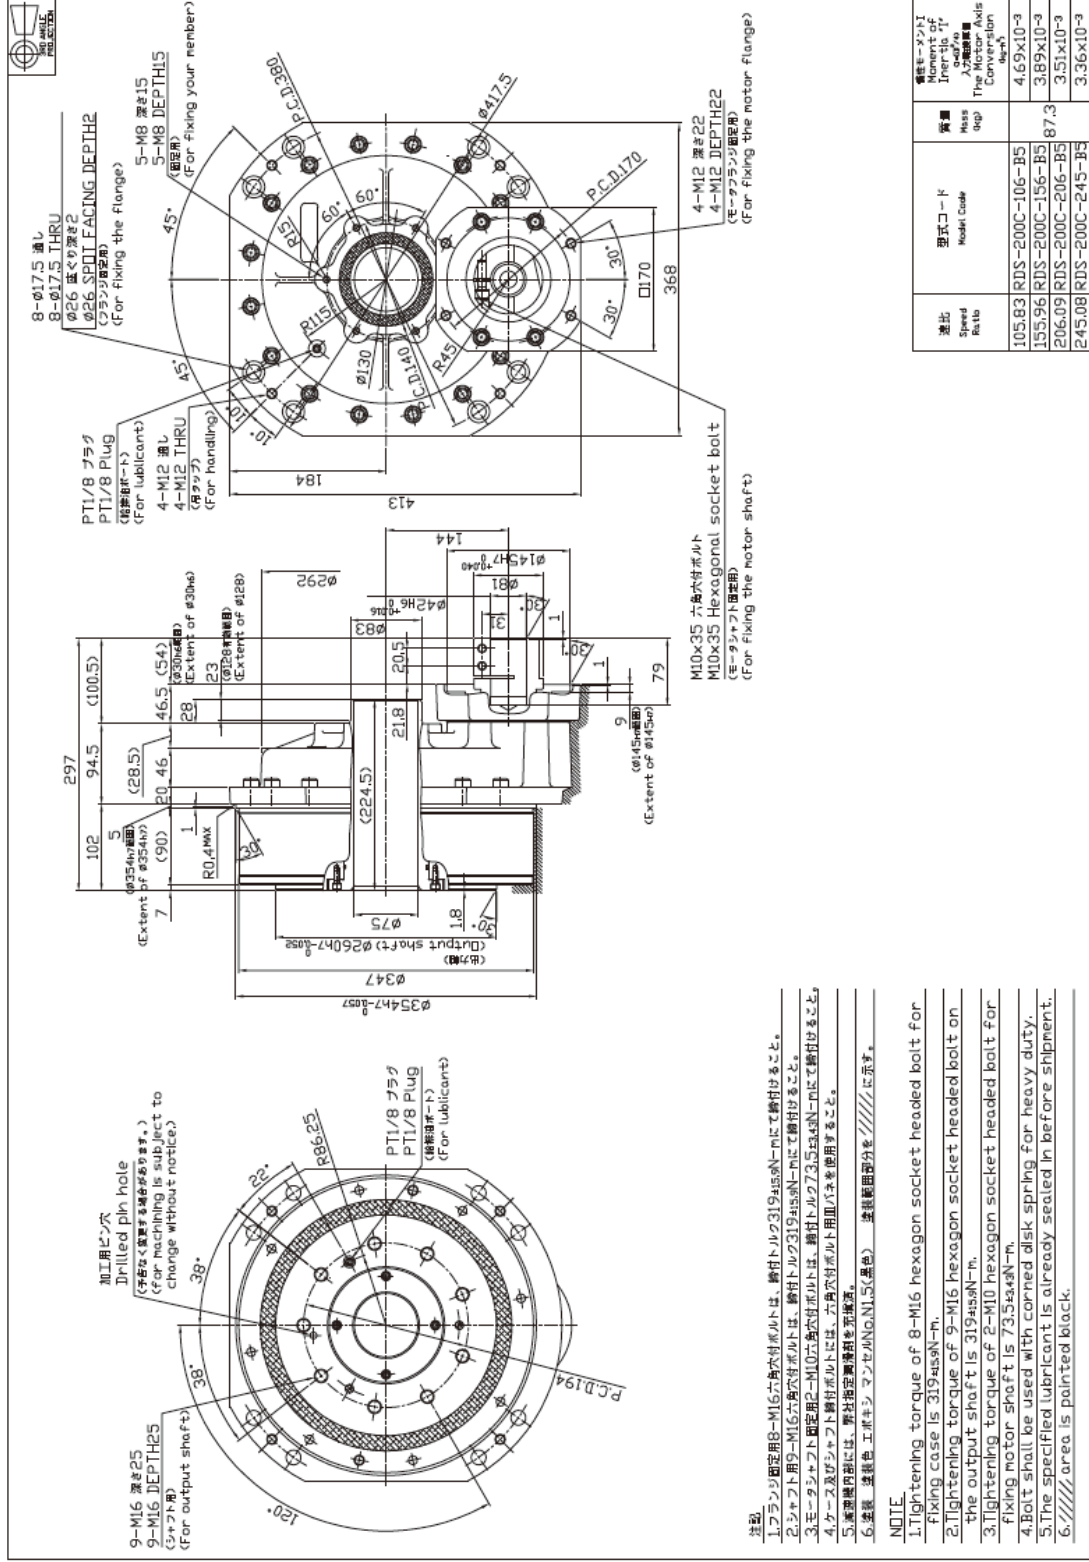 3RD ANGLE
PROJECTION
9-M16 深さ25
9-M16 DEPTH25
(シャフト用)
(For output shaft)
加工用ピン穴
Drilled pin hole
(予告なく変更する場合があります。)
(for machining is subject to
change without notice.)
38°
38°
22°
120°
R86.25
PT1/8 プラグ
PT1/8 Plug
(給排油ポート)
(For lublicant)
P.C.D.194
297
102
94.5
(100.5)
5
(Ø354h7範囲)
(Extent of Ø354h7)
7
(90)
1
20
46
(28.5)
46.5
(54)
(Ø30h6範囲)
(Extent of Ø30h6)
28
23
(Ø128有効範囲)
(Extent of Ø128)
R0.4MAX
30°
(224.5)
21.8
20.5
Ø292
Ø83
Ø42H6 +0.016 0
31
Ø81
Ø145H7 +0.040 0
144
30°
1
30°
1
79
9
(Ø145H7範囲)
(Extent of Ø145H7)
Ø75
1.8
30°
(出力軸)
(Output shaft) Ø260h7 0 -0.052
Ø347
Ø354h7 0 -0.057
8-Ø17.5 通し
8-Ø17.5 THRU
Ø26 座ぐり深さ2
Ø26 SPOT FACING DEPTH2
(フランジ固定用)
(For fixing the flange)
5-M8 深さ15
5-M8 DEPTH15
(固定用)
(For fixing your member)
PT1/8 プラグ
PT1/8 Plug
(給排油ポート)
(For lublicant)
4-M12 通し
4-M12 THRU
(吊タップ)
(For handling)
45°
45°
10°
10°
P.C.D.380
Ø417.5
R15
60°
60°
R115
Ø130
P.C.D.140
R45
P.C.D.170
30°
30°
□170
368
184
413
4-M12 深さ22
4-M12 DEPTH22
(モータフランジ固定用)
(For fixing the motor flange)
M10x35 六角穴付ボルト
M10x35 Hexagonal socket bolt
(モータシャフト固定用)
(For fixing the motor shaft)
注記
1.フランジ固定用8-M16六角穴付ボルトは、締付トルク319±15.9N-mにて締付けること。
2.シャフト用9-M16六角穴付ボルトは、締付トルク319±15.9N-mにて締付けること。
3.モータシャフト固定用2-M10六角穴付ボルトは、締付トルク73.5±3.43N-mにて締付けること。
4.ケース及びシャフト締付ボルトには、六角穴付ボルト用皿バネを使用すること。
5.減速機内部には、弊社指定潤滑剤を充填済。
6.塗装 塗装色 エポキシ マンセルNo.N1.5(黒色) 塗装範囲部分を//////に示す。
NOTE
1.Tightening torque of 8-M16 hexagon socket headed bolt for
fixing case is 319±15.9N-m.
2.Tightening torque of 9-M16 hexagon socket headed bolt on
the output shaft is 319±15.9N-m.
3.Tightening torque of 2-M10 hexagon socket headed bolt for
fixing motor shaft is 73.5±3.43N-m.
4.Bolt shall be used with corned disk spring for heavy duty.
5.The specified lubricant is already sealed in before shipment.
6.////// area is painted black.
速比 Speed Ratio
型式コード Model Code
質量 Mass (kg)
慣性モーメントI
Moment of
Inertia "I"
入力軸換算値
The Motor Axis
Conversion
105.83 RDS-200C-106-B5 4.69x10-3
155.96 RDS-200C-156-B5 87.3 3.89x10-3
206.09 RDS-200C-206-B5 3.51x10-3
245.08 RDS-200C-245-B5 3.36x10-3